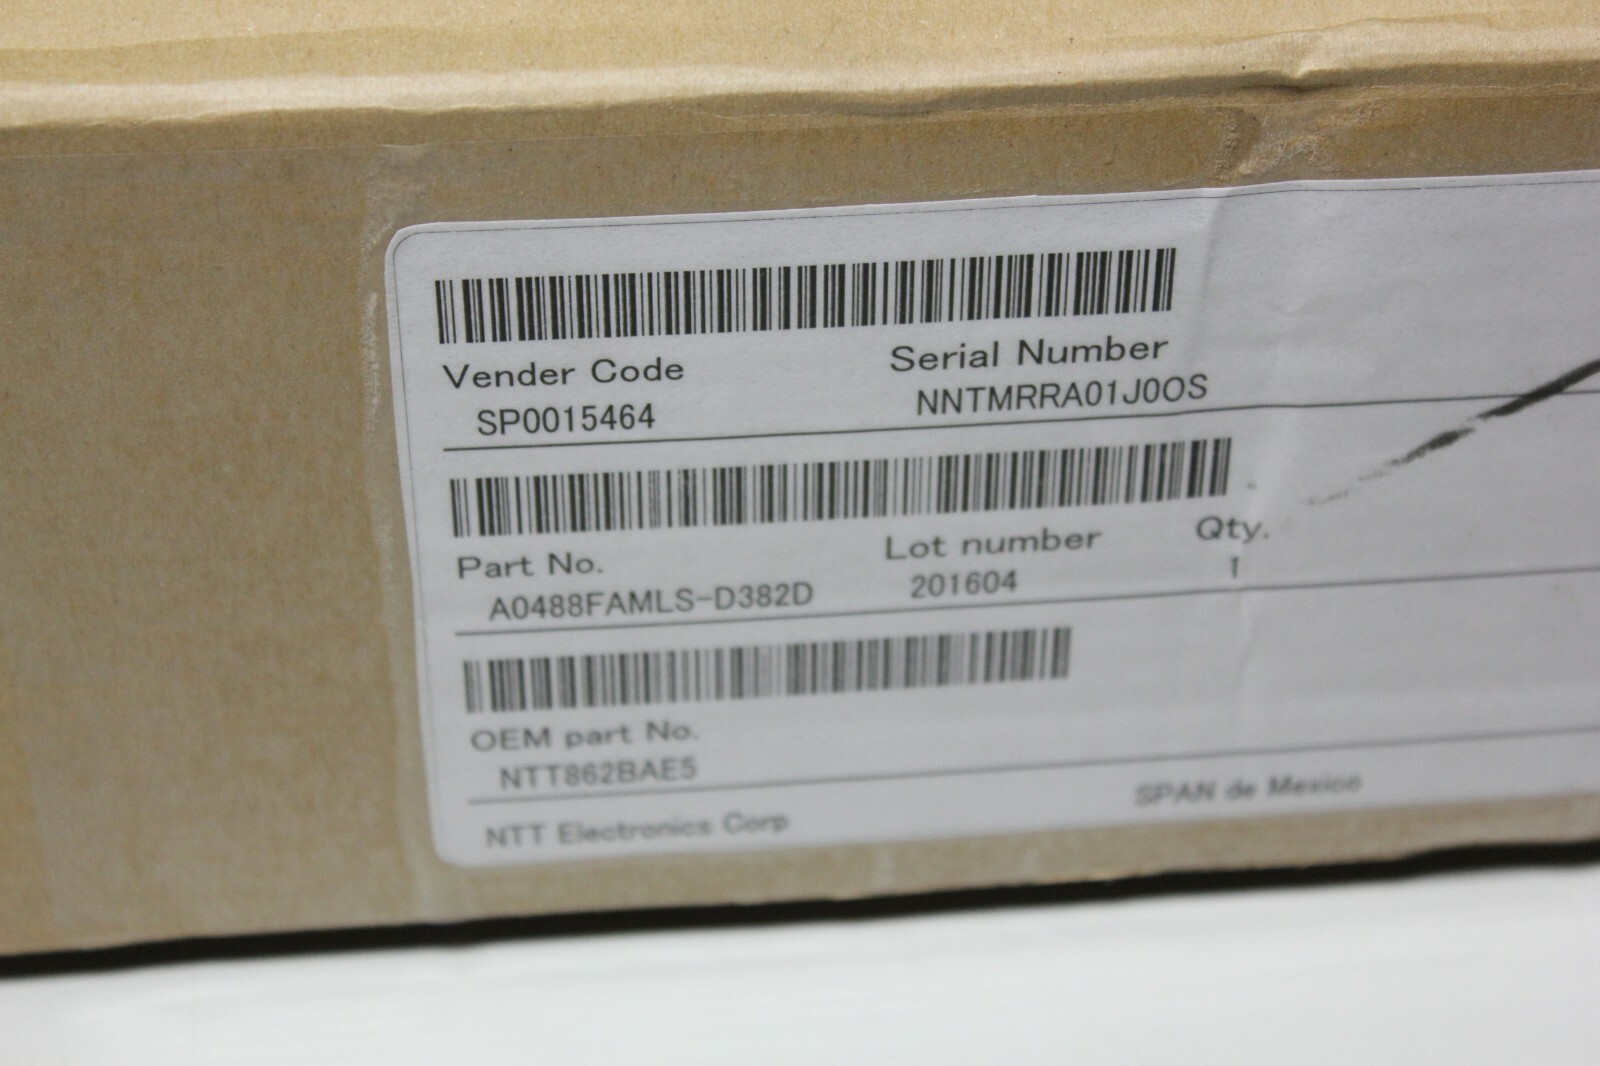 Vender Code Serial Number
SP0015464 NNTMRRA01J0OS
Part No. Lot number Qty.
A0488FAMLS-D382D 201604 1
OEM part No.
NTT862BAE5
NTT Electronics Corp SPAN de Mexico